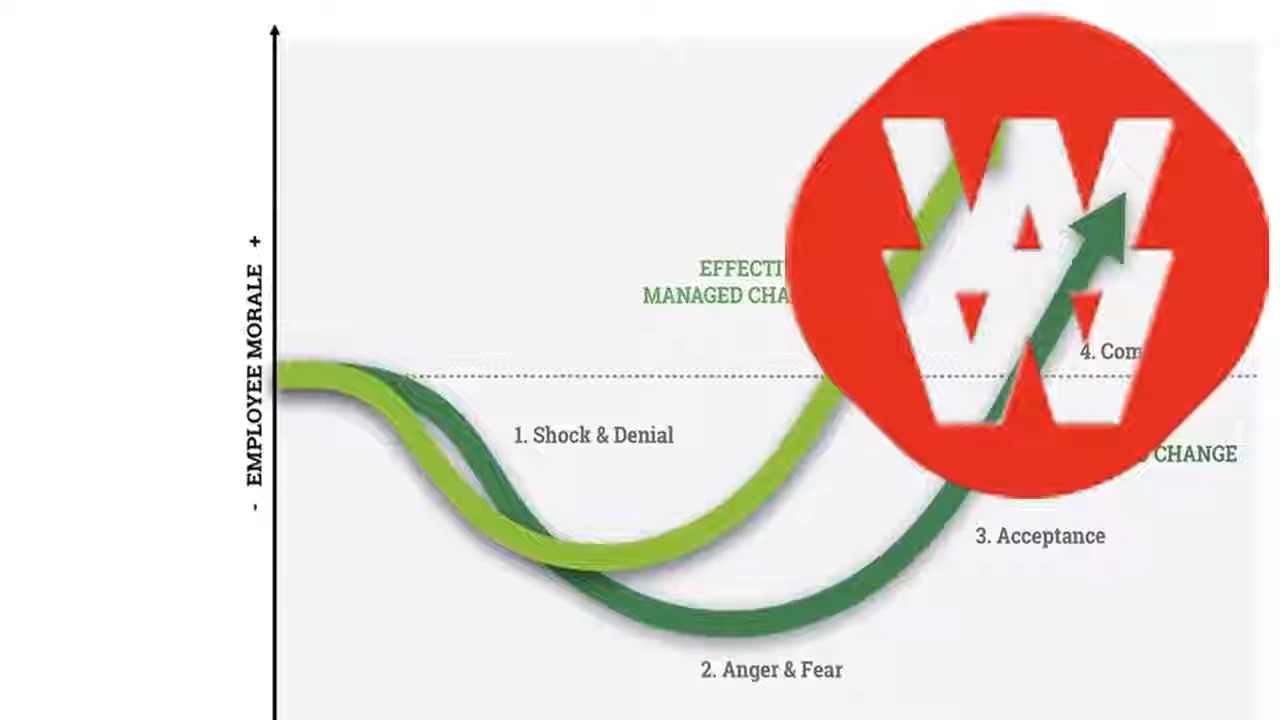 - EMPLOYEE MORALE +
EFFECTI
MANAGED CHA
4. Com
1. Shock & Denial
CHANGE
3. Acceptance
2. Anger & Fear